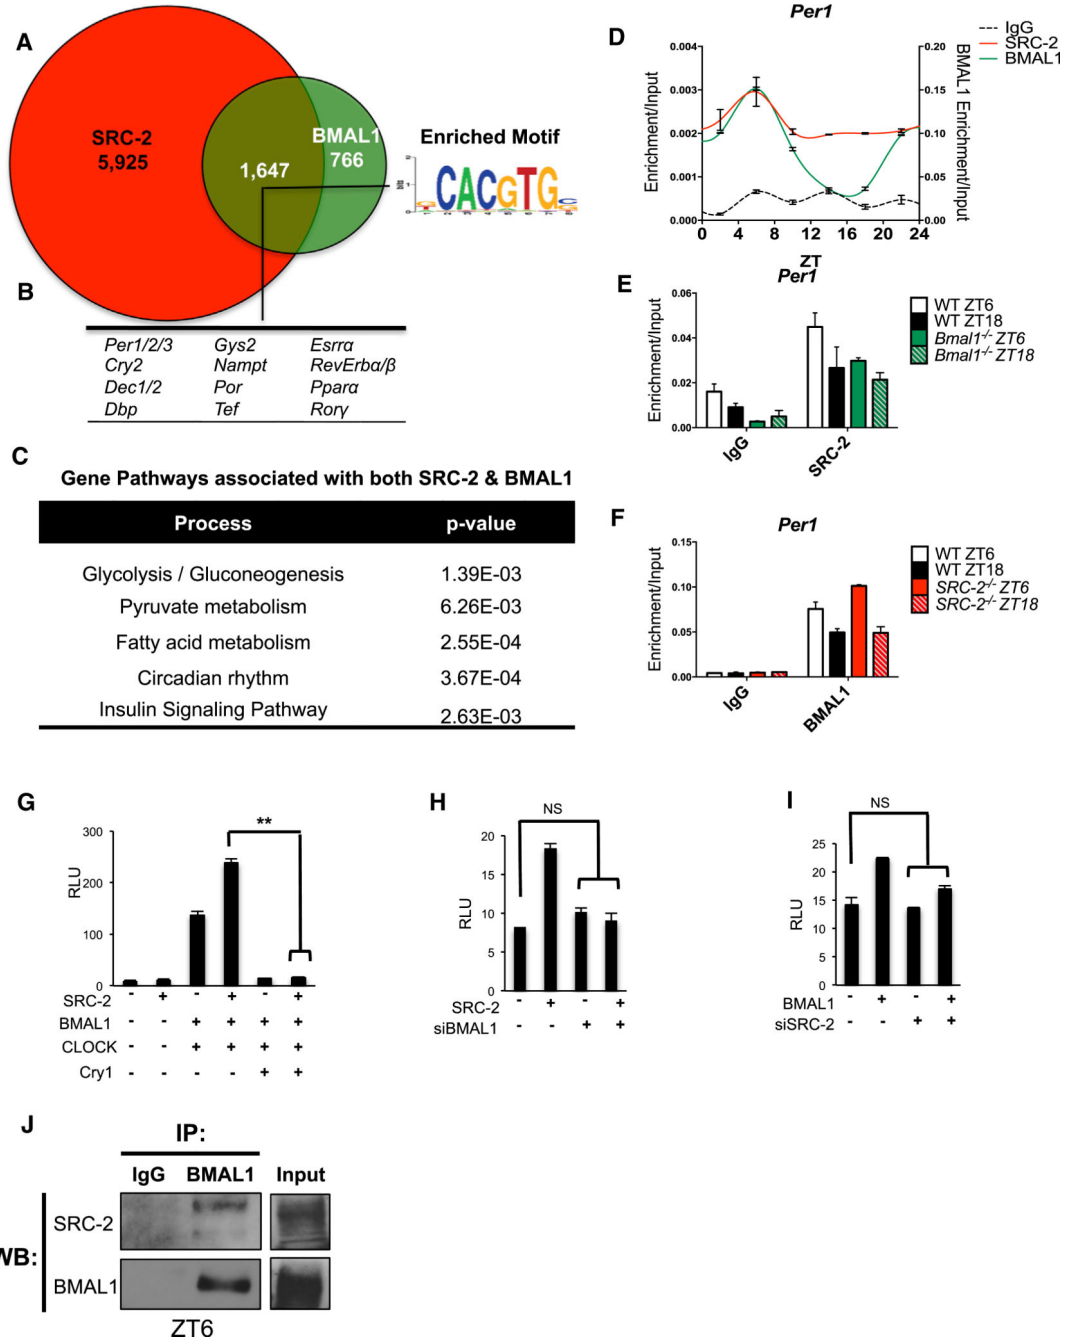 A
SRC-2
5,925
1,647
BMAL1
766
Enriched Motif
bits
CACGTG
1 2 3 4 5 6 7 8
B
Per1/2/3 Gys2 Esrrα
Cry2 Nampt RevErbα/β
Dec1/2 Por Pparα
Dbp Tef Rorγ
C
Gene Pathways associated with both SRC-2 & BMAL1
Process p-value
Glycolysis / Gluconeogenesis 1.39E-03
Pyruvate metabolism 6.26E-03
Fatty acid metabolism 2.55E-04
Circadian rhythm 3.67E-04
Insulin Signaling Pathway 2.63E-03
D
Per1
IgG
SRC-2
BMAL1
Enrichment/Input
0.004
0.003
0.002
0.001
0.000
BMAL1 Enrichment/Input
0.20
0.15
0.10
0.05
0.00
0 4 8 12 16 20 24
ZT
E
Per1
Enrichment/Input
0.06
0.04
0.02
0.00
IgG SRC-2
WT ZT6
WT ZT18
Bmal1-/- ZT6
Bmal1-/- ZT18
F
Per1
Enrichment/Input
0.15
0.10
0.05
0.00
IgG BMAL1
WT ZT6
WT ZT18
SRC-2-/- ZT6
SRC-2-/- ZT18
G
**
RLU
300
200
100
0
SRC-2 - + - + - +
BMAL1 - - + + + +
CLOCK - - + + + +
Cry1 - - - - + +
H
NS
RLU
20
15
10
5
0
SRC-2 - + - +
siBMAL1 - - + +
I
NS
RLU
25
20
15
10
5
0
BMAL1 - + - +
siSRC-2 - - + +
J
IP:
IgG BMAL1 Input
WB:
SRC-2
BMAL1
ZT6